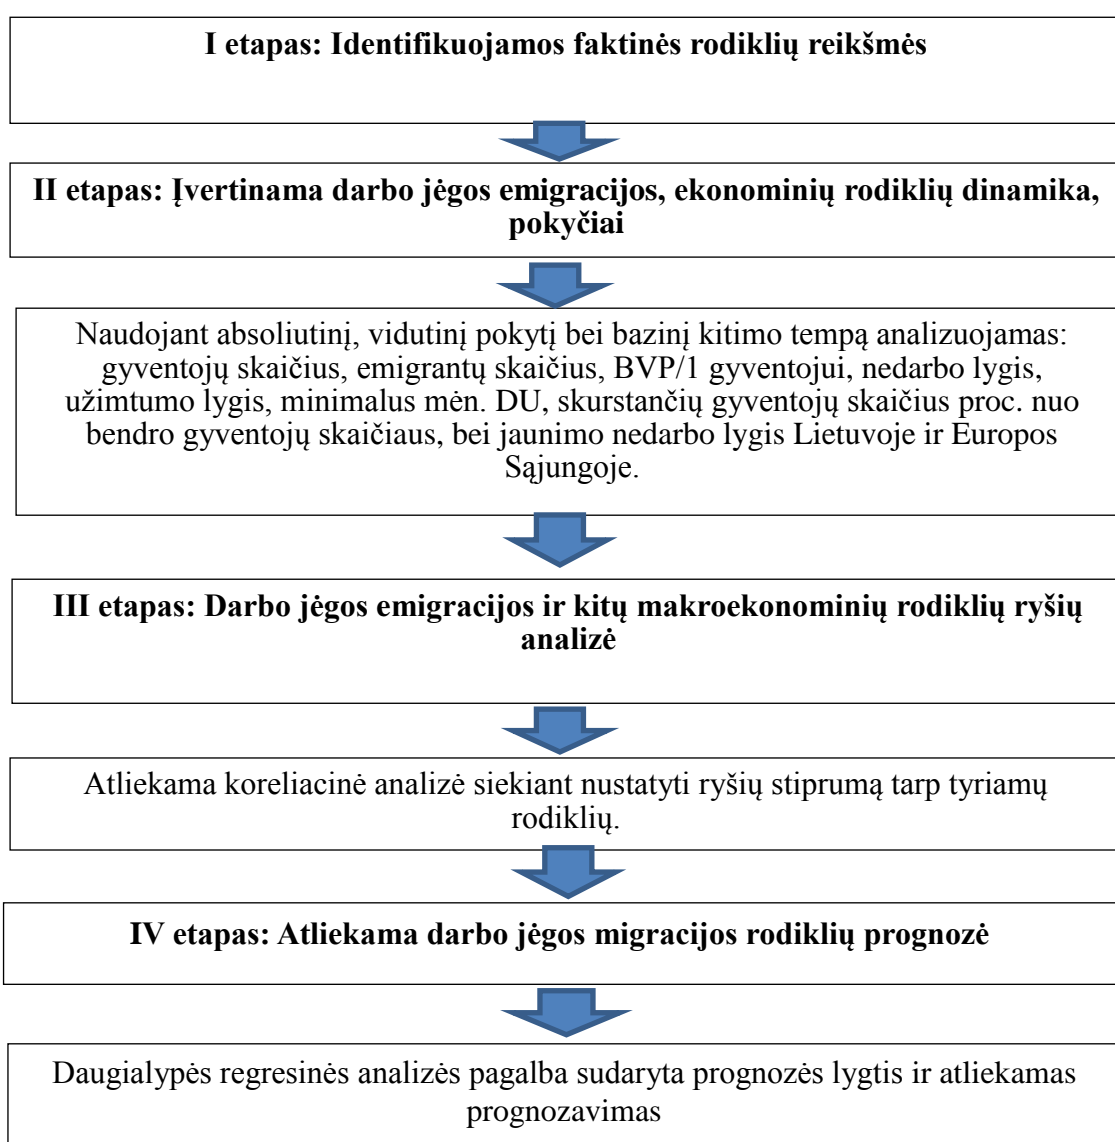 I etapas: Identifikuojamos faktinės rodiklių reikšmės
II etapas: Įvertinama darbo jėgos emigracijos, ekonominių rodiklių dinamika,
pokyčiai
Naudojant absoliutinį, vidutinį pokytį bei bazinį kitimo tempą analizuojamas:
gyventojų skaičius, emigrantų skaičius, BVP/1 gyventojui, nedarbo lygis,
užimtumo lygis, minimalus mėn. DU, skurstančių gyventojų skaičius proc. nuo
bendro gyventojų skaičiaus, bei jaunimo nedarbo lygis Lietuvoje ir Europos
Sąjungoje.
III etapas: Darbo jėgos emigracijos ir kitų makroekonominių rodiklių ryšių
analizė
Atliekama koreliacinė analizė siekiant nustatyti ryšių stiprumą tarp tyriamų
rodiklių.
IV etapas: Atliekama darbo jėgos migracijos rodiklių prognozė
Daugialypės regresinės analizės pagalba sudaryta prognozės lygtis ir atliekamas
prognozavimas